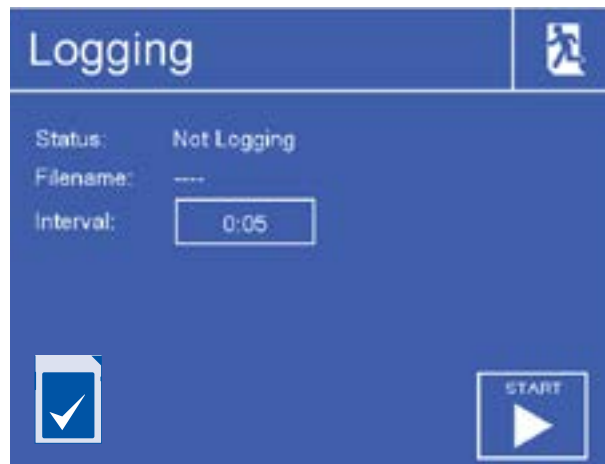 Logging
Status: Not Logging
Filename: ----
Interval: 0:05
START